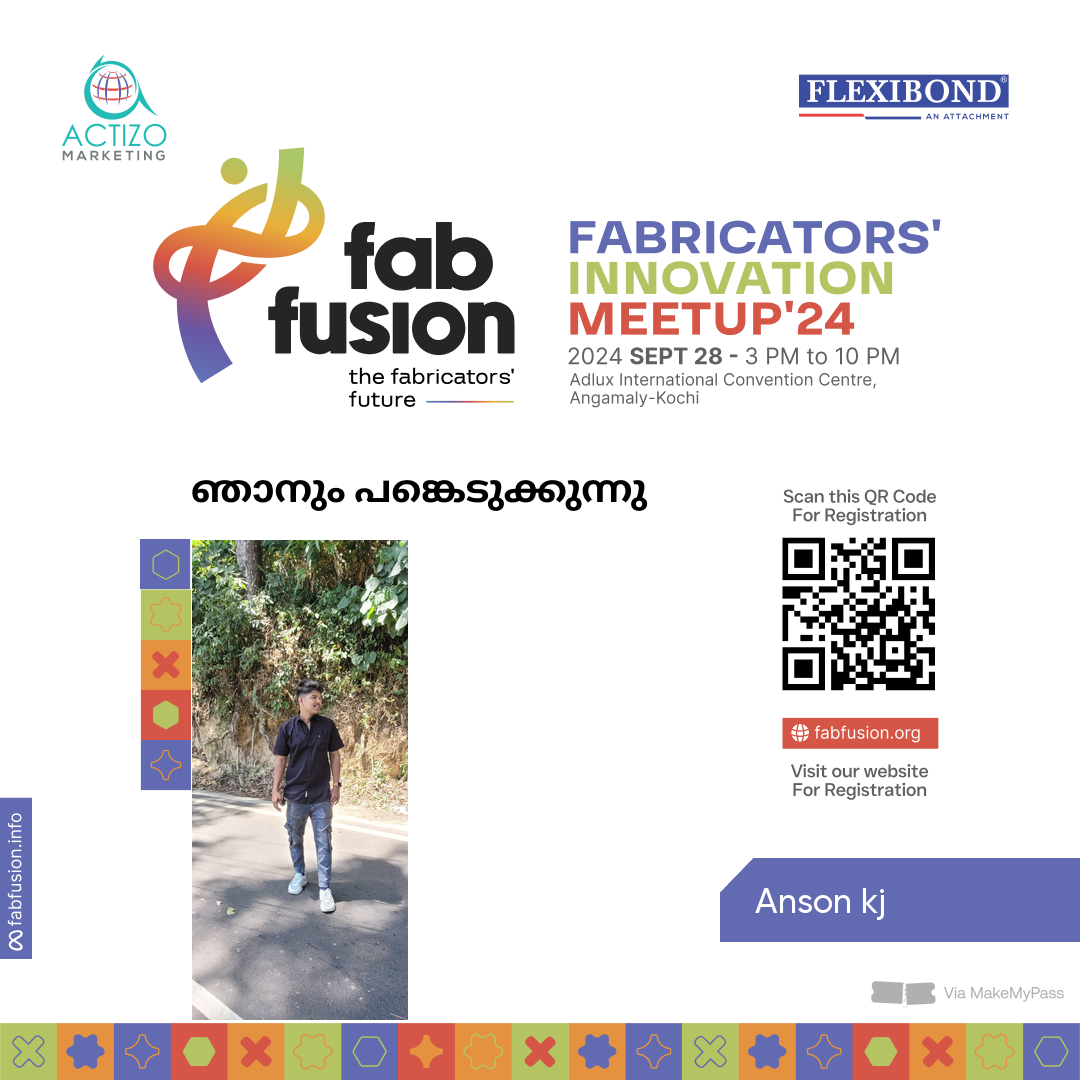 ACTIZO
MARKETING
FLEXIBOND®
AN ATTACHMENT
fab
fusion
the fabricators'
future
FABRICATORS'
INNOVATION
MEETUP'24
2024 SEPT 28 - 3 PM to 10 PM
Adlux International Convention Centre,
Angamaly-Kochi
ഞാനും പങ്കെടുക്കുന്നു
Scan this QR Code
For Registration
fabfusion.org
Visit our website
For Registration
fabfusion.info
Anson kj
Via MakeMyPass